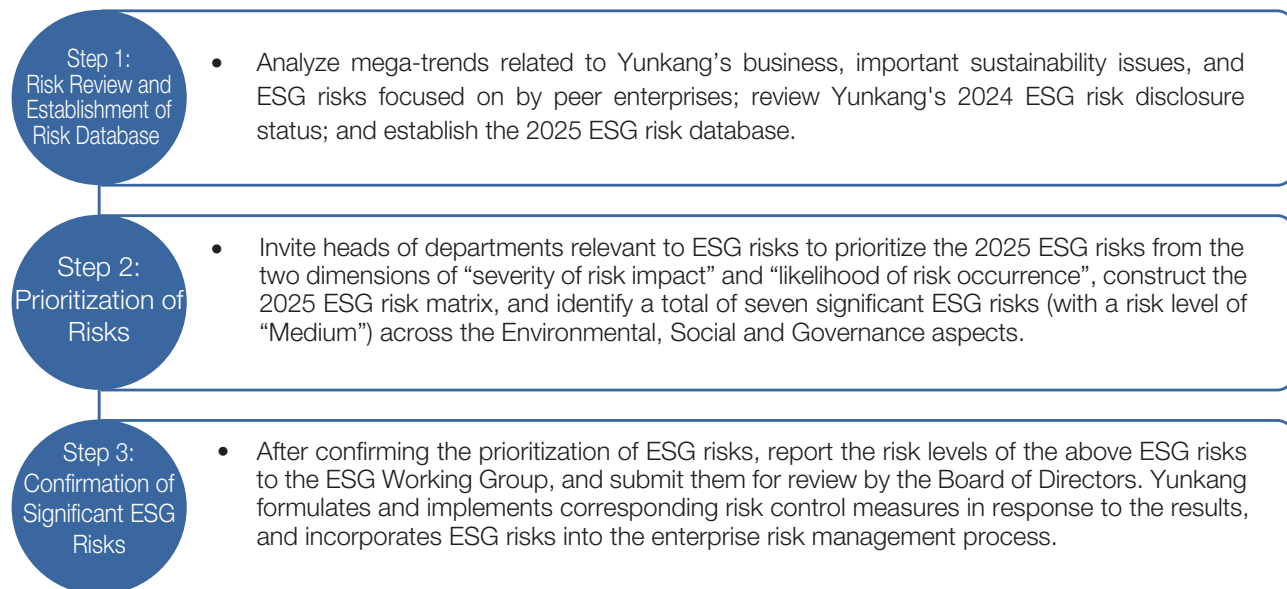 Step 1:
Risk Review and
Establishment of
Risk Database
• Analyze mega-trends related to Yunkang’s business, important sustainability issues, and
ESG risks focused on by peer enterprises; review Yunkang's 2024 ESG risk disclosure
status; and establish the 2025 ESG risk database.
Step 2:
Prioritization of
Risks
• Invite heads of departments relevant to ESG risks to prioritize the 2025 ESG risks from the
two dimensions of “severity of risk impact” and “likelihood of risk occurrence”, construct the
2025 ESG risk matrix, and identify a total of seven significant ESG risks (with a risk level of
“Medium”) across the Environmental, Social and Governance aspects.
Step 3:
Confirmation of
Significant ESG
Risks
• After confirming the prioritization of ESG risks, report the risk levels of the above ESG risks
to the ESG Working Group, and submit them for review by the Board of Directors. Yunkang
formulates and implements corresponding risk control measures in response to the results,
and incorporates ESG risks into the enterprise risk management process.